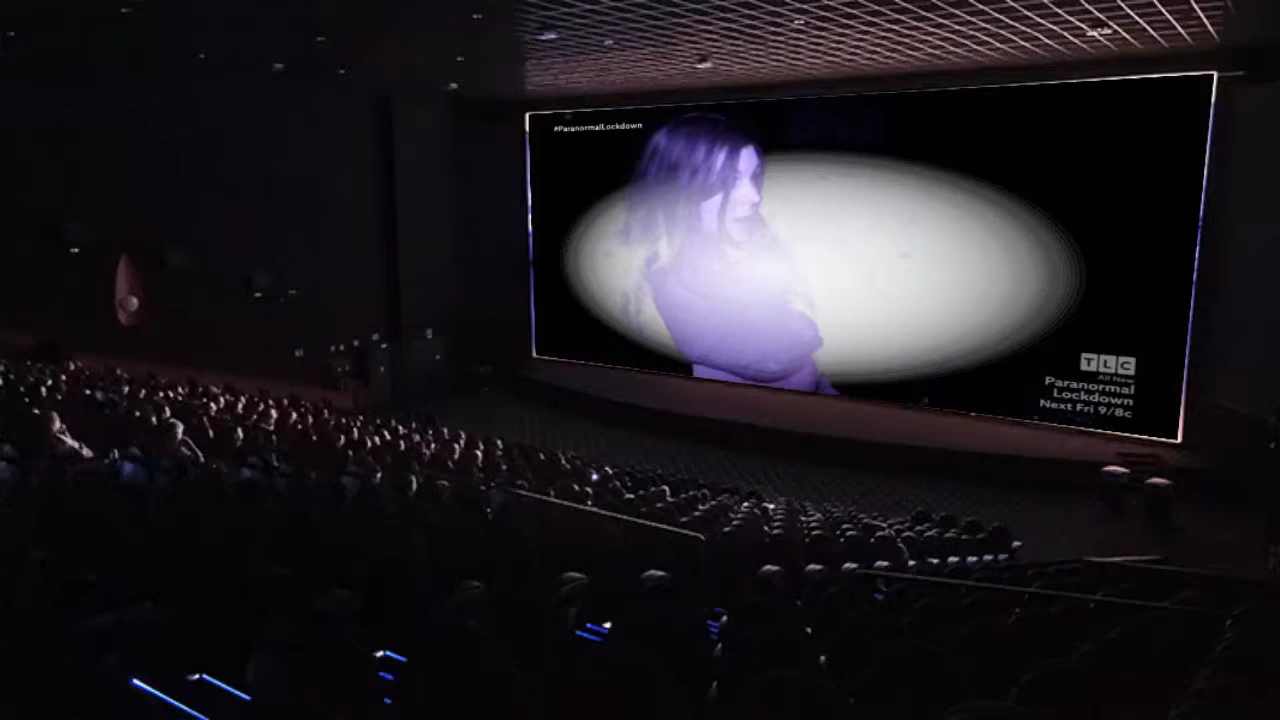 #ParanormalLockdown
TLC
All New
Paranormal
Lockdown
Next Fri 9/8c